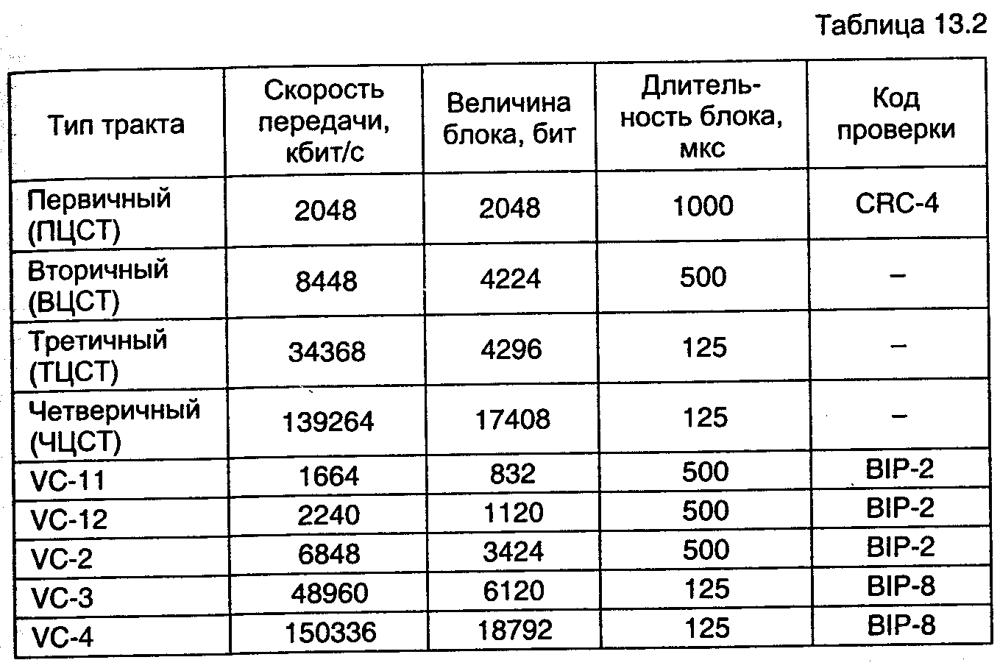 Таблица 13.2
Тип тракта
Скорость
передачи,
кбит/с
Величина
блока, бит
Длитель-
ность блока,
мкс
Код
проверки
Первичный
(ПЦСТ)
2048
2048
1000
CRC-4
Вторичный
(ВЦСТ)
8448
4224
500
–
Третичный
(ТЦСТ)
34368
4296
125
–
Четверичный
(ЧЦСТ)
139264
17408
125
–
VC-11
1664
832
500
BIP-2
VC-12
2240
1120
500
BIP-2
VC-2
6848
3424
500
BIP-2
VC-3
48960
6120
125
BIP-8
VC-4
150336
18792
125
BIP-8